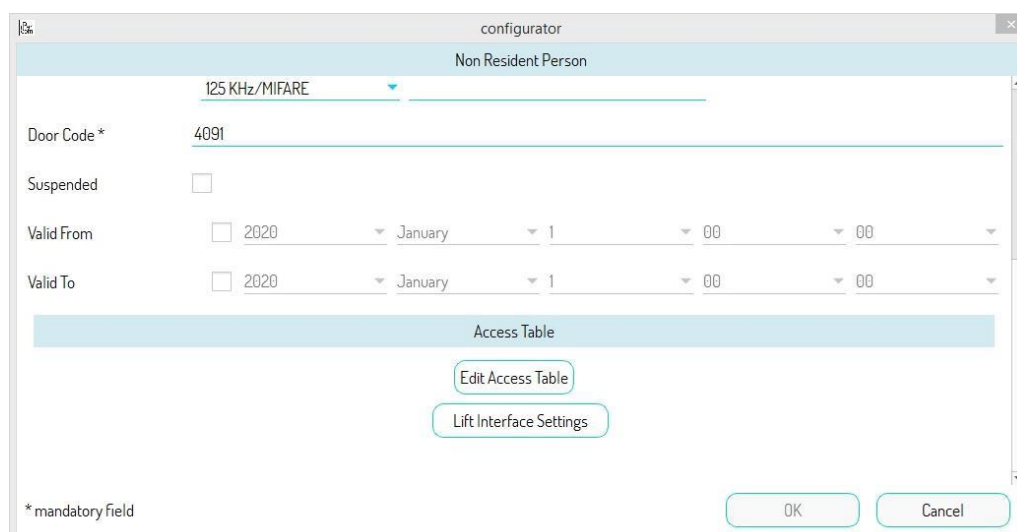 configurator
Non Resident Person
125 KHz/MIFARE
Door Code * 4091
Suspended
Valid From 2020 January 1 00 00
Valid To 2020 January 1 00 00
Access Table
Edit Access Table
Lift Interface Settings
* mandatory field OK Cancel